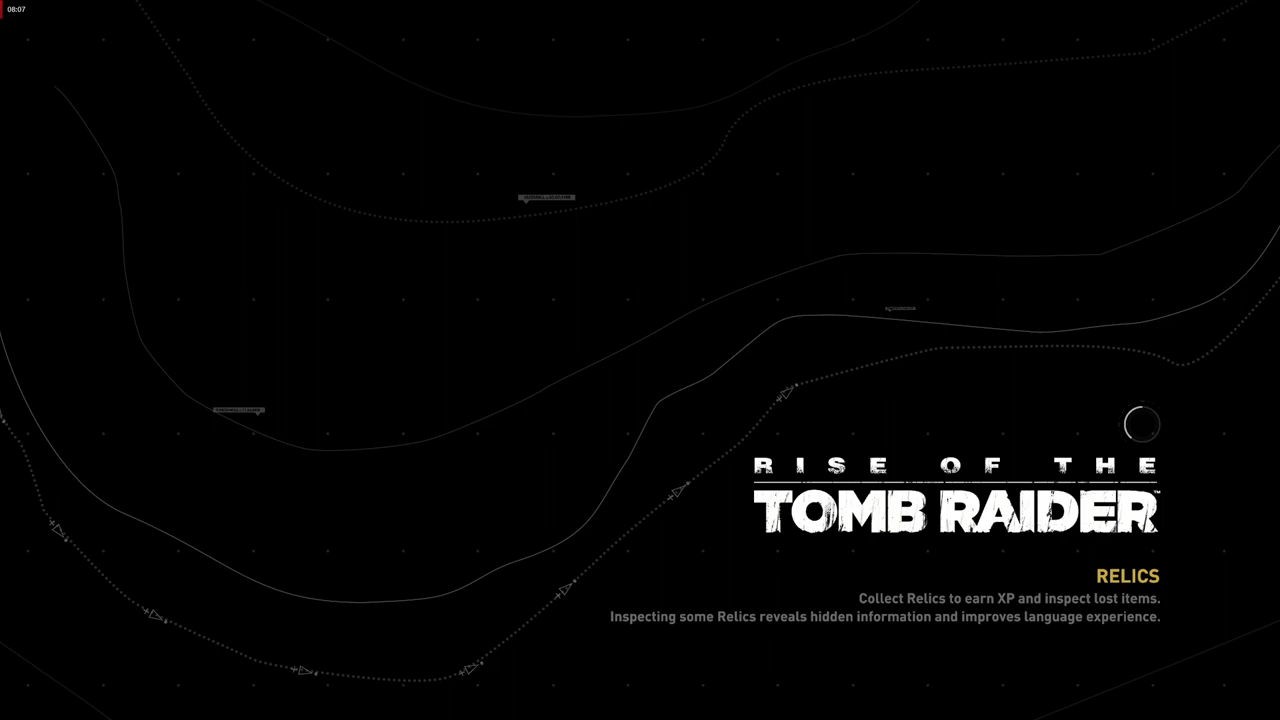 08:07
RISE OF THE
TOMB RAIDER™
RELICS
Collect Relics to earn XP and inspect lost items.
Inspecting some Relics reveals hidden information and improves language experience.